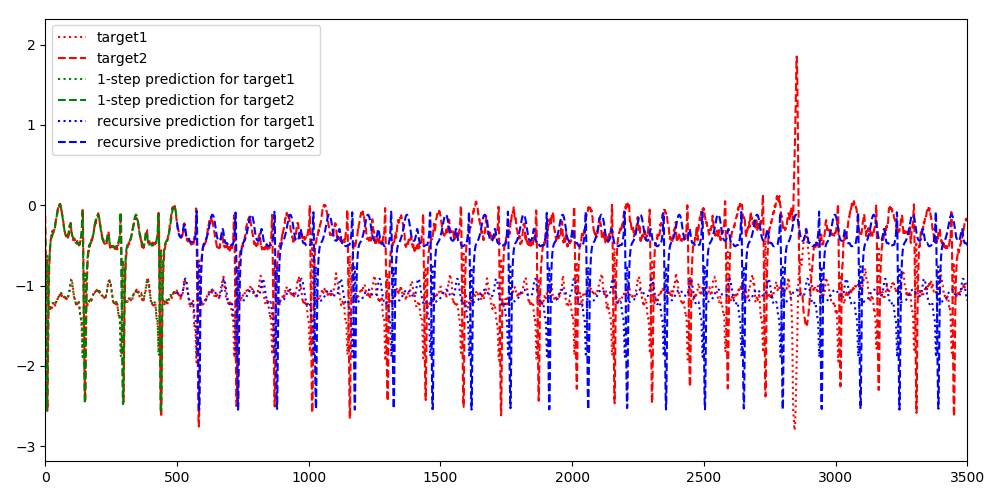 target1
target2
1-step prediction for target1
1-step prediction for target2
recursive prediction for target1
recursive prediction for target2
2
1
0
−1
−2
−3
0 500 1000 1500 2000 2500 3000 3500